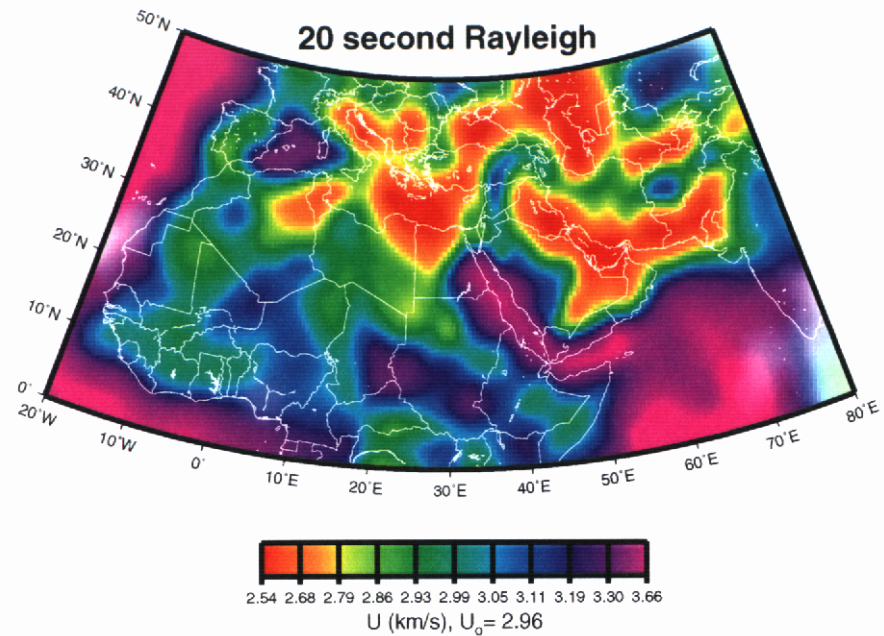 20 second Rayleigh
50˚N
40˚N
30˚N
20˚N
10˚N
0˚
20˚W
10˚W
0˚
10˚E
20˚E
30˚E
40˚E
50˚E
60˚E
70˚E
80˚E
2.54 2.68 2.79 2.86 2.93 2.99 3.05 3.11 3.19 3.30 3.66
U (km/s), U₀= 2.96